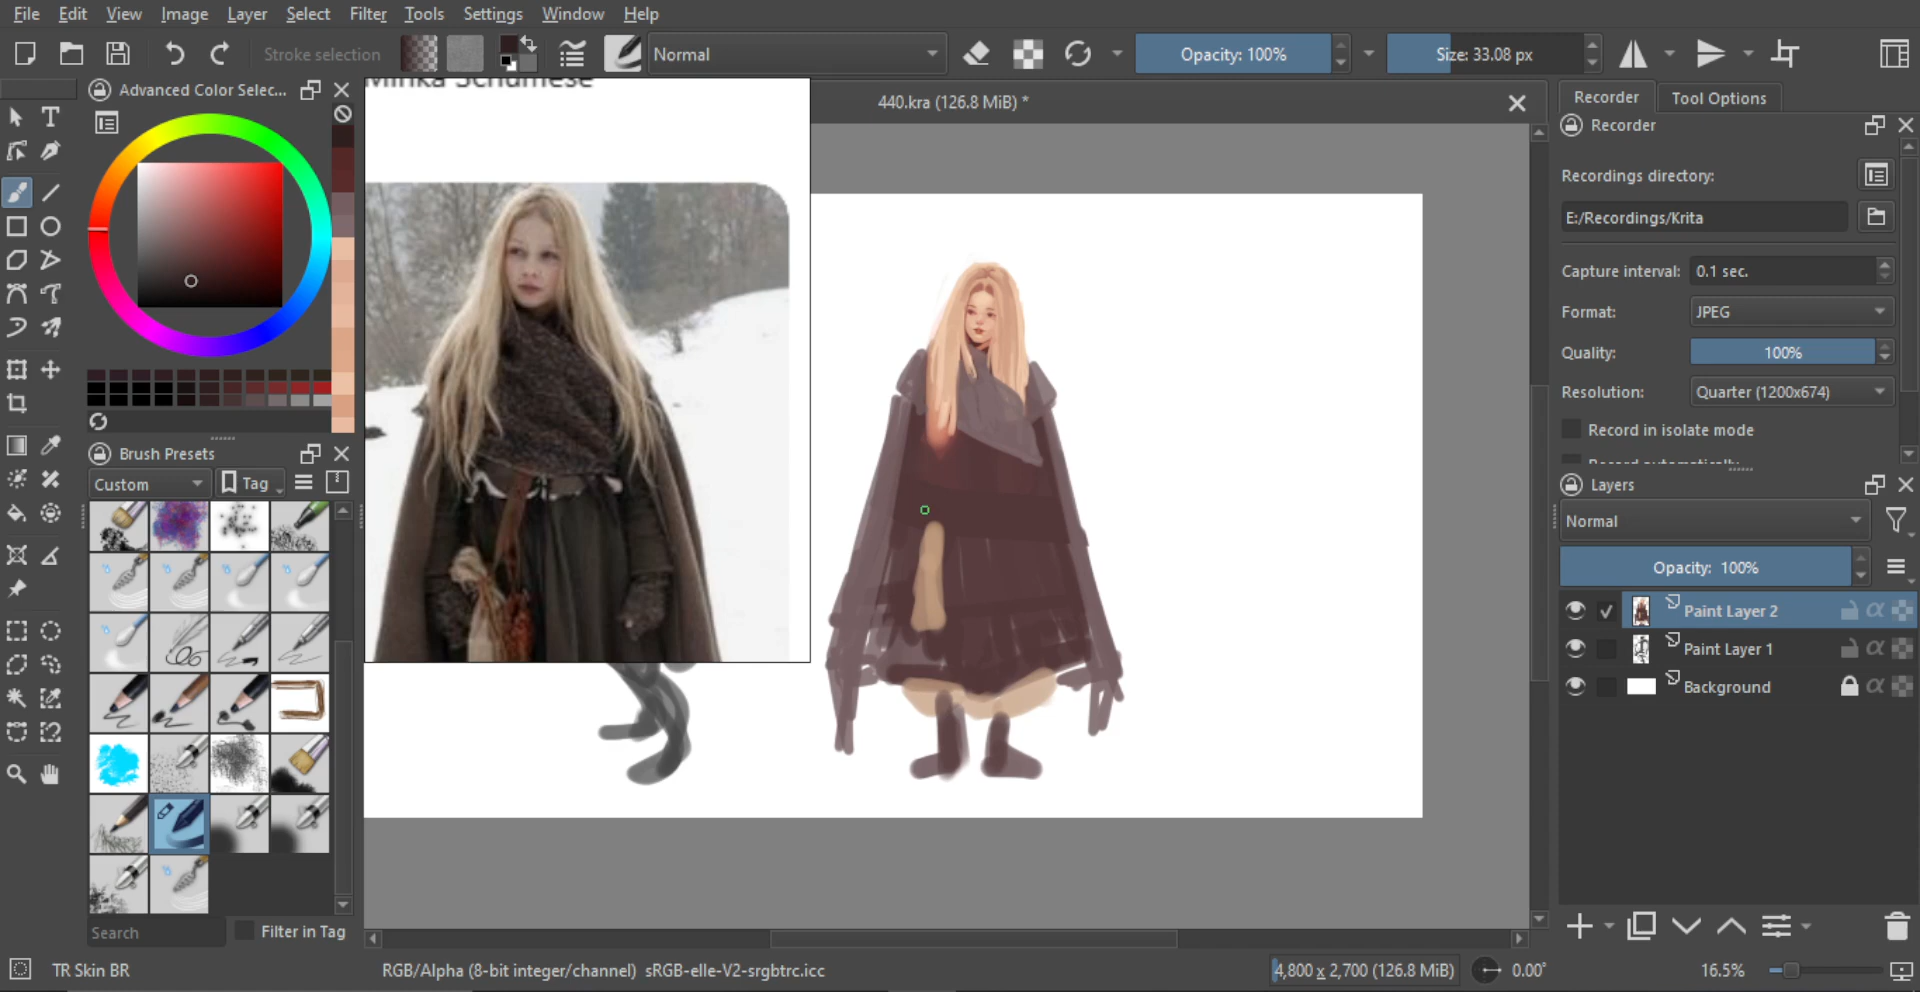 File Edit View Image Layer Select Filter Tools Settings Window Help
Stroke selection Normal Opacity: 100% Size: 33.08 px
Advanced Color Selec...
440.kra (126.8 MiB) *
Recorder Tool Options
Recorder
Recordings directory:
E:/Recordings/Krita
Capture interval: 0.1 sec.
Format: JPEG
Quality: 100%
Resolution: Quarter (1200x674)
Record in isolate mode
Brush Presets
Custom Tag
Search Filter in Tag
Layers
Normal
Opacity: 100%
Paint Layer 2
Paint Layer 1
Background
TR Skin BR RGB/Alpha (8-bit integer/channel) sRGB-elle-V2-srgbtrc.icc 4,800 x 2,700 (126.8 MiB) 0.00° 16.5%